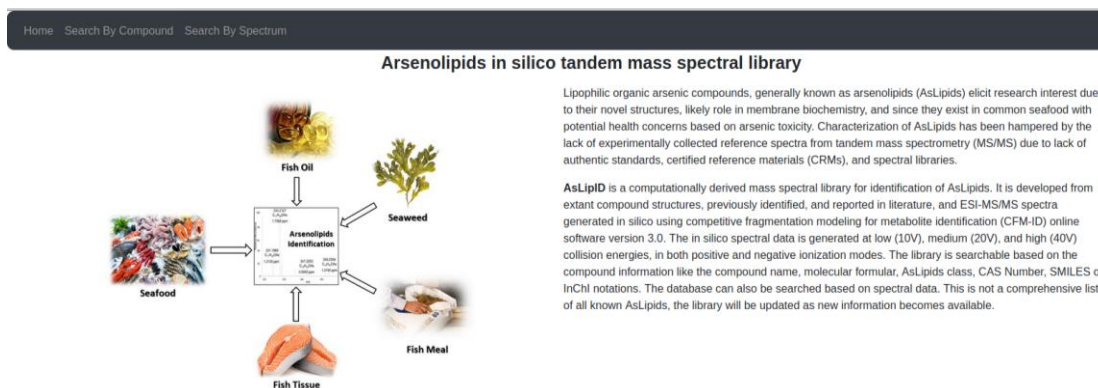 Home Search By Compound Search By Spectrum
Arsenolipids in silico tandem mass spectral library
Lipophilic organic arsenic compounds, generally known as arsenolipids (AsLipids) elicit research interest due
to their novel structures, likely role in membrane biochemistry, and since they exist in common seafood with
potential health concerns based on arsenic toxicity. Characterization of AsLipids has been hampered by the
lack of experimentally collected reference spectra from tandem mass spectrometry (MS/MS) due to lack of
authentic standards, certified reference materials (CRMs), and spectral libraries.
AsLipID is a computationally derived mass spectral library for identification of AsLipids. It is developed from
extant compound structures, previously identified, and reported in literature, and ESI-MS/MS spectra
generated in silico using competitive fragmentation modeling for metabolite identification (CFM-ID) online
software version 3.0. The in silico spectral data is generated at low (10V), medium (20V), and high (40V)
collision energies, in both positive and negative ionization modes. The library is searchable based on the
compound information like the compound name, molecular formular, AsLipids class, CAS Number, SMILES o
InChI notations. The database can also be searched based on spectral data. This is not a comprehensive list
of all known AsLipids, the library will be updated as new information becomes available.
Fish Oil
Seaweed
Arsenolipids
Identification
Seafood
Fish Meal
Fish Tissue